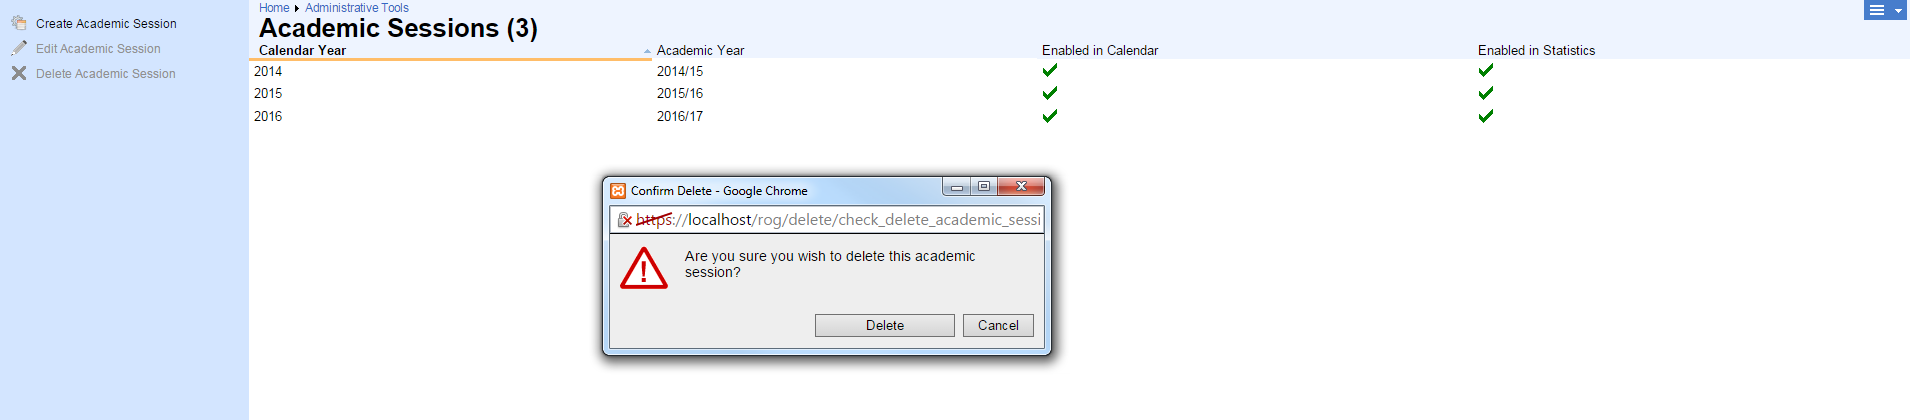 Create Academic Session
Edit Academic Session
Delete Academic Session
Home Administrative Tools
Academic Sessions (3)
Calendar Year Academic Year Enabled in Calendar Enabled in Statistics
2014 2014/15
2015 2015/16
2016 2016/17
Confirm Delete - Google Chrome
https://localhost/rog/delete/check_delete_academic_sessi
Are you sure you wish to delete this academic
session?
Delete Cancel